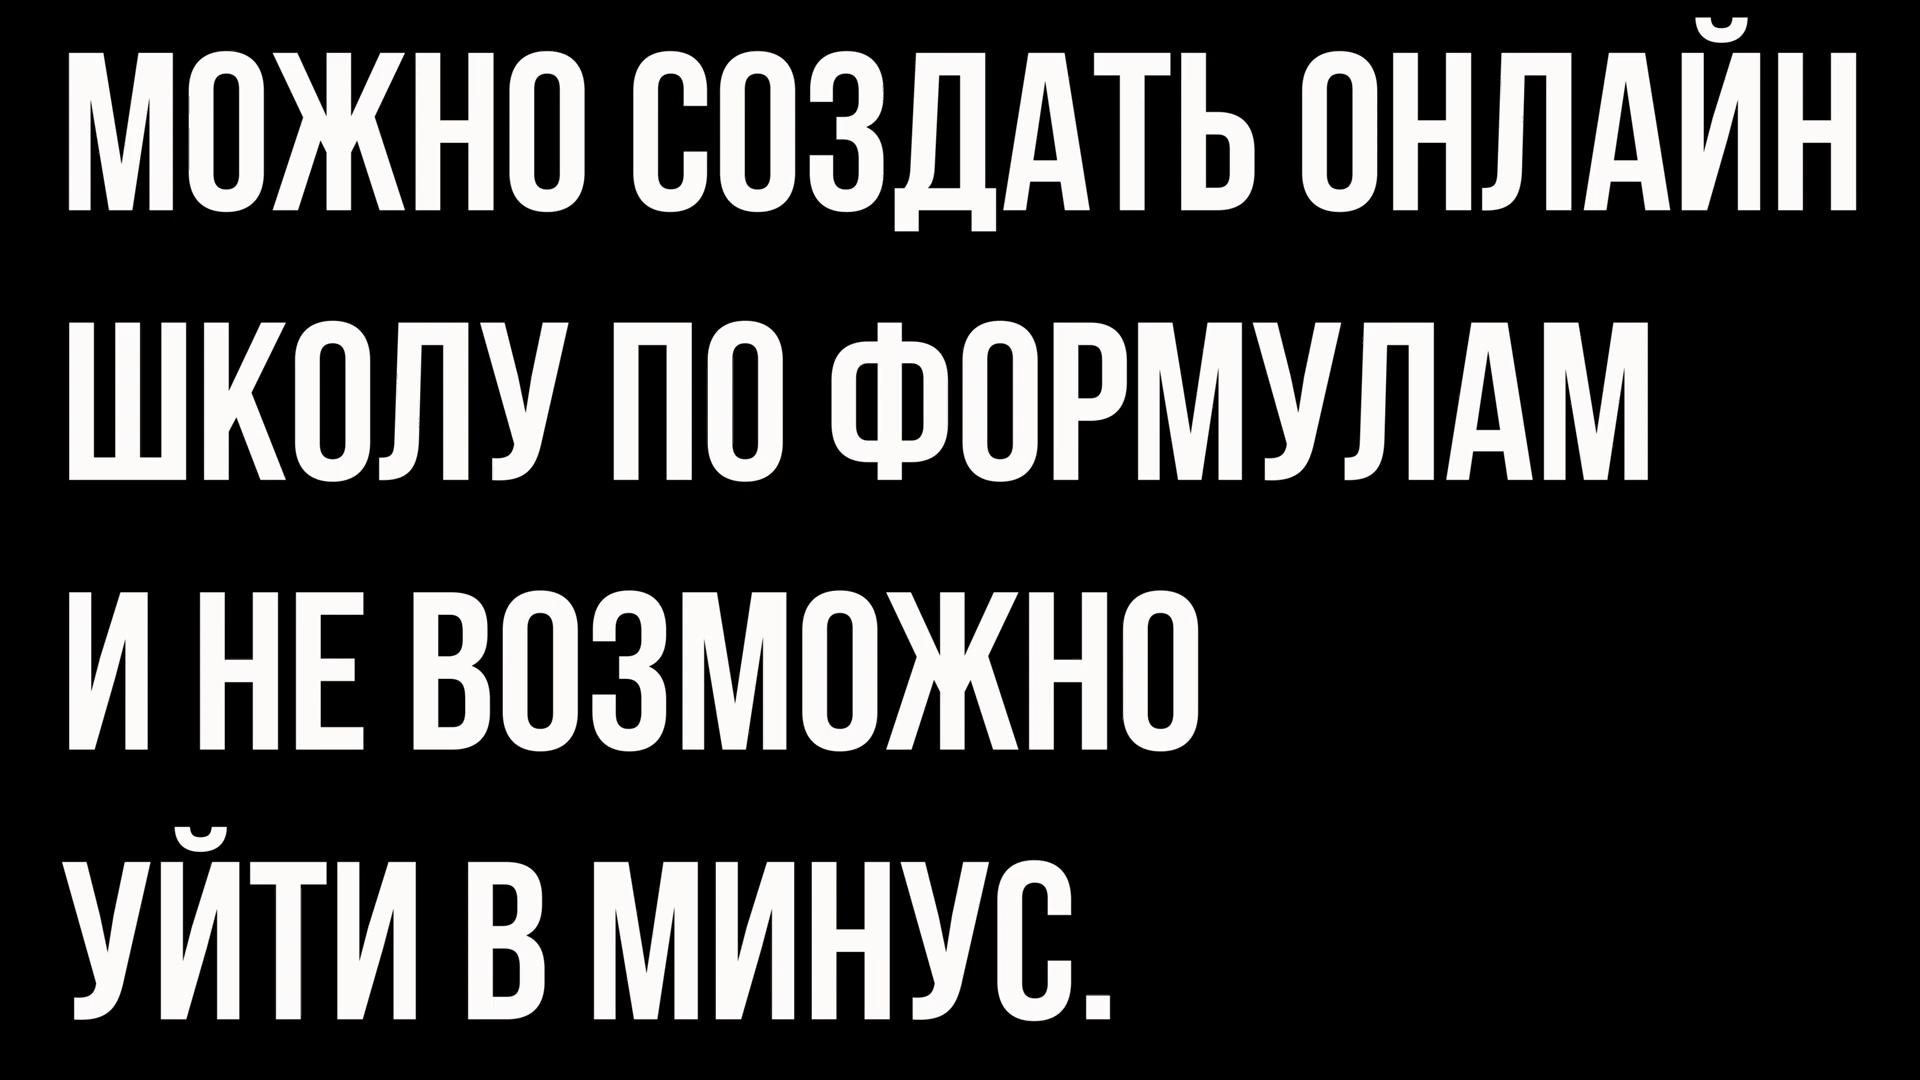 МОЖНО СОЗДАТЬ ОНЛАЙН
ШКОЛУ ПО ФОРМУЛАМ
И НЕ ВОЗМОЖНО
УЙТИ В МИНУС.